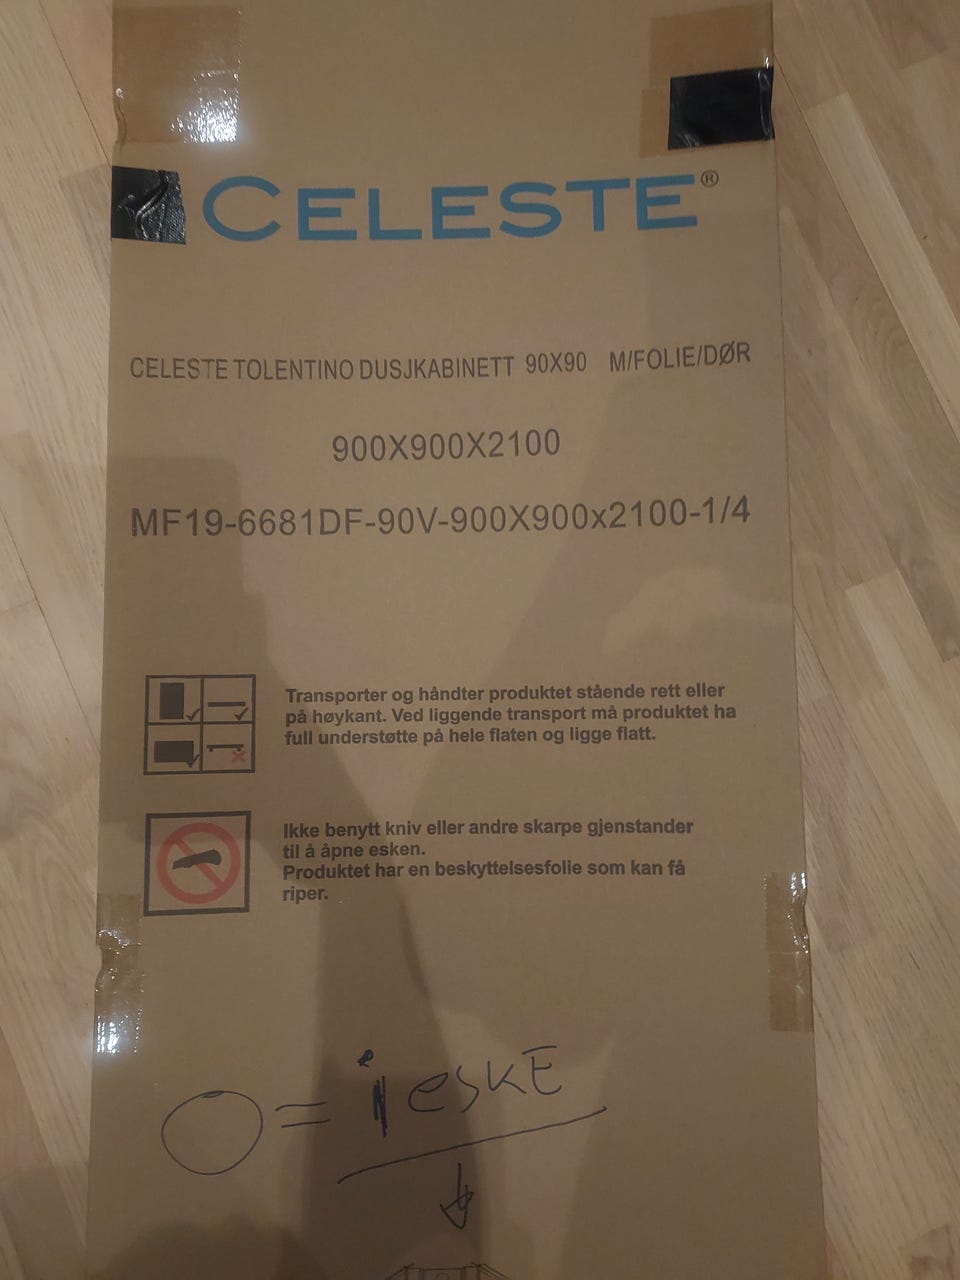 CELESTE®
CELESTE TOLENTINO DUSJKABINETT 90X90 M/FOLIE/DØR
900X900X2100
MF19-6681DF-90V-900X900x2100-1/4
Transporter og håndter produktet stående rett eller
på høykant. Ved liggende transport må produktet ha
full understøtte på hele flaten og ligge flatt.
Ikke benytt kniv eller andre skarpe gjenstander
til å åpne esken.
Produktet har en beskyttelsesfolie som kan få
riper.
O = i eskE